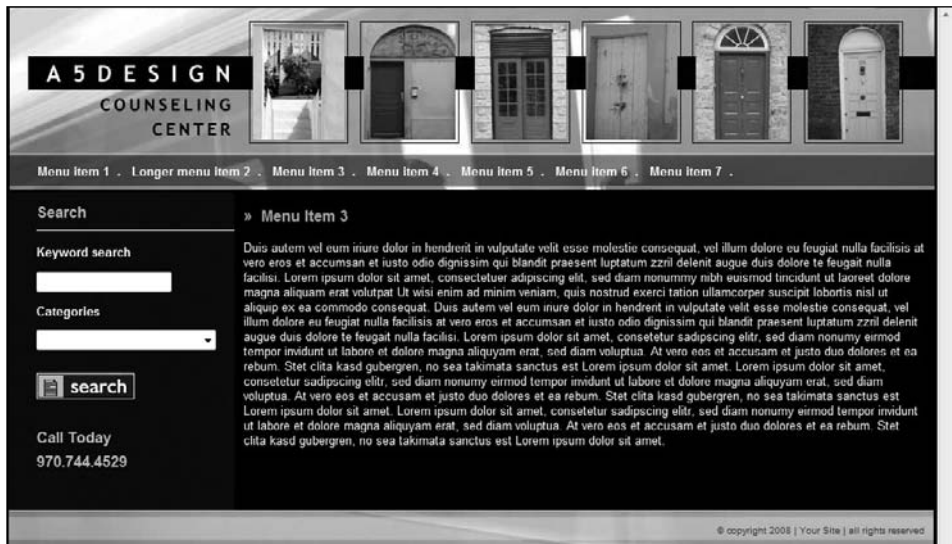 A5DESIGN
COUNSELING
CENTER
Menu Item 1 . Longer menu Item 2 . Menu Item 3 . Menu Item 4 . Menu Item 5 . Menu Item 6 . Menu Item 7 .
Search
Keyword search
Categories
search
Call Today
970.744.4529
» Menu Item 3
Duis autem vel eum iriure dolor in hendrerit in vulputate velit esse molestie consequat, vel illum dolore eu feugiat nulla facilisis at
vero eros et accumsan et iusto odio dignissim qui blandit praesent luptatum zzril delenit augue duis dolore te feugait nulla
facilisi. Lorem ipsum dolor sit amet, consectetuer adipiscing elit, sed diam nonummy nibh euismod tincidunt ut laoreet dolore
magna aliquam erat volutpat Ut wisi enim ad minim veniam, quis nostrud exerci tation ullamcorper suscipit lobortis nisl ut
aliquip ex ea commodo consequat. Duis autem vel eum iriure dolor in hendrerit in vulputate velit esse molestie consequat, vel
illum dolore eu feugiat nulla facilisis at vero eros et accumsan et iusto odio dignissim qui blandit praesent luptatum zzril delenit
augue duis dolore te feugait nulla facilisi. Lorem ipsum dolor sit amet, consetetur sadipscing elitr, sed diam nonumy eirmod
tempor invidunt ut labore et dolore magna aliquyam erat, sed diam voluptua. At vero eos et accusam et justo duo dolores et ea
rebum. Stet clita kasd gubergren, no sea takimata sanctus est Lorem ipsum dolor sit amet. Lorem ipsum dolor sit amet,
consetetur sadipscing elitr, sed diam nonumy eirmod tempor invidunt ut labore et dolore magna aliquyam erat, sed diam
voluptua. At vero eos et accusam et justo duo dolores et ea rebum. Stet clita kasd gubergren, no sea takimata sanctus est
Lorem ipsum dolor sit amet. Lorem ipsum dolor sit amet, consetetur sadipscing elitr, sed diam nonumy eirmod tempor invidunt
ut labore et dolore magna aliquyam erat, sed diam voluptua. At vero eos et accusam et justo duo dolores et ea rebum. Stet
clita kasd gubergren, no sea takimata sanctus est Lorem ipsum dolor sit amet.
© copyright 2008 | Your Site | all rights reserved